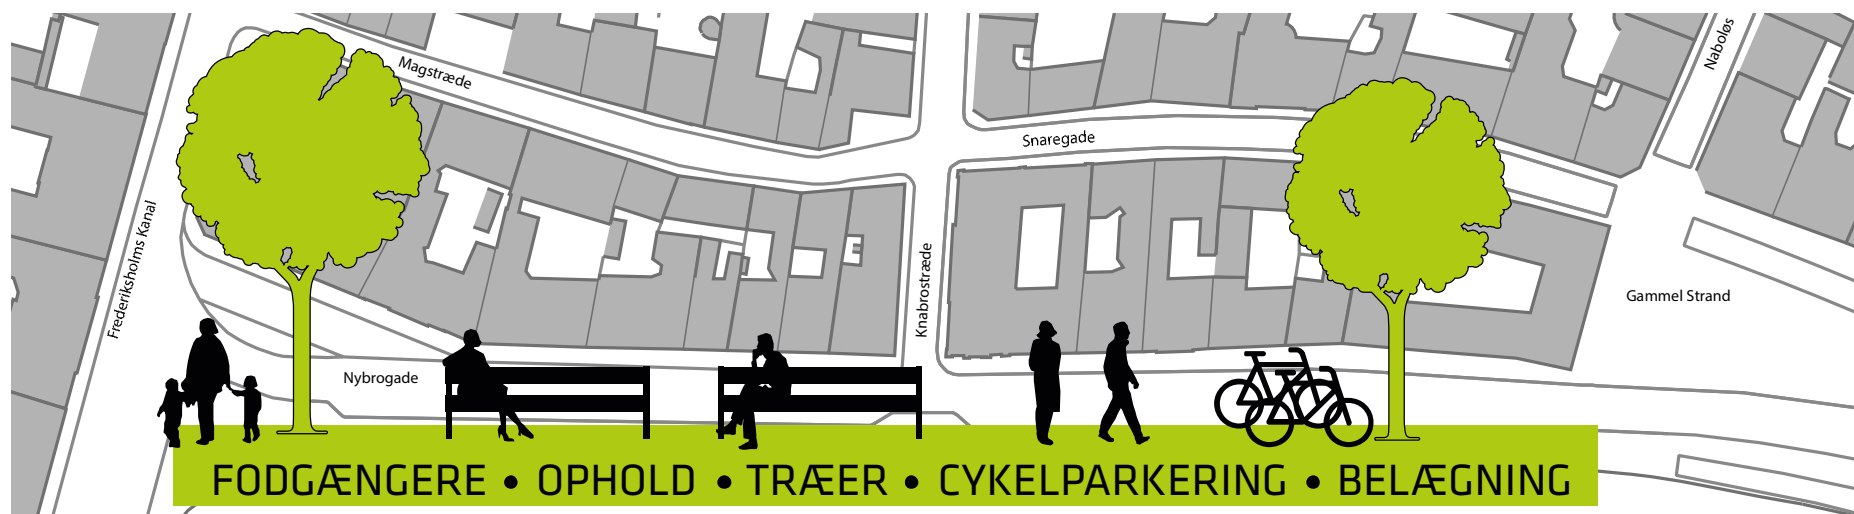 Magstræde
Naboløs
Snaregade
Frederiksholms Kanal
Knabrostræde
Gammel Strand
Nybrogade
FODGÆNGERE • OPHOLD • TRÆER • CYKELPARKERING • BELÆGNING